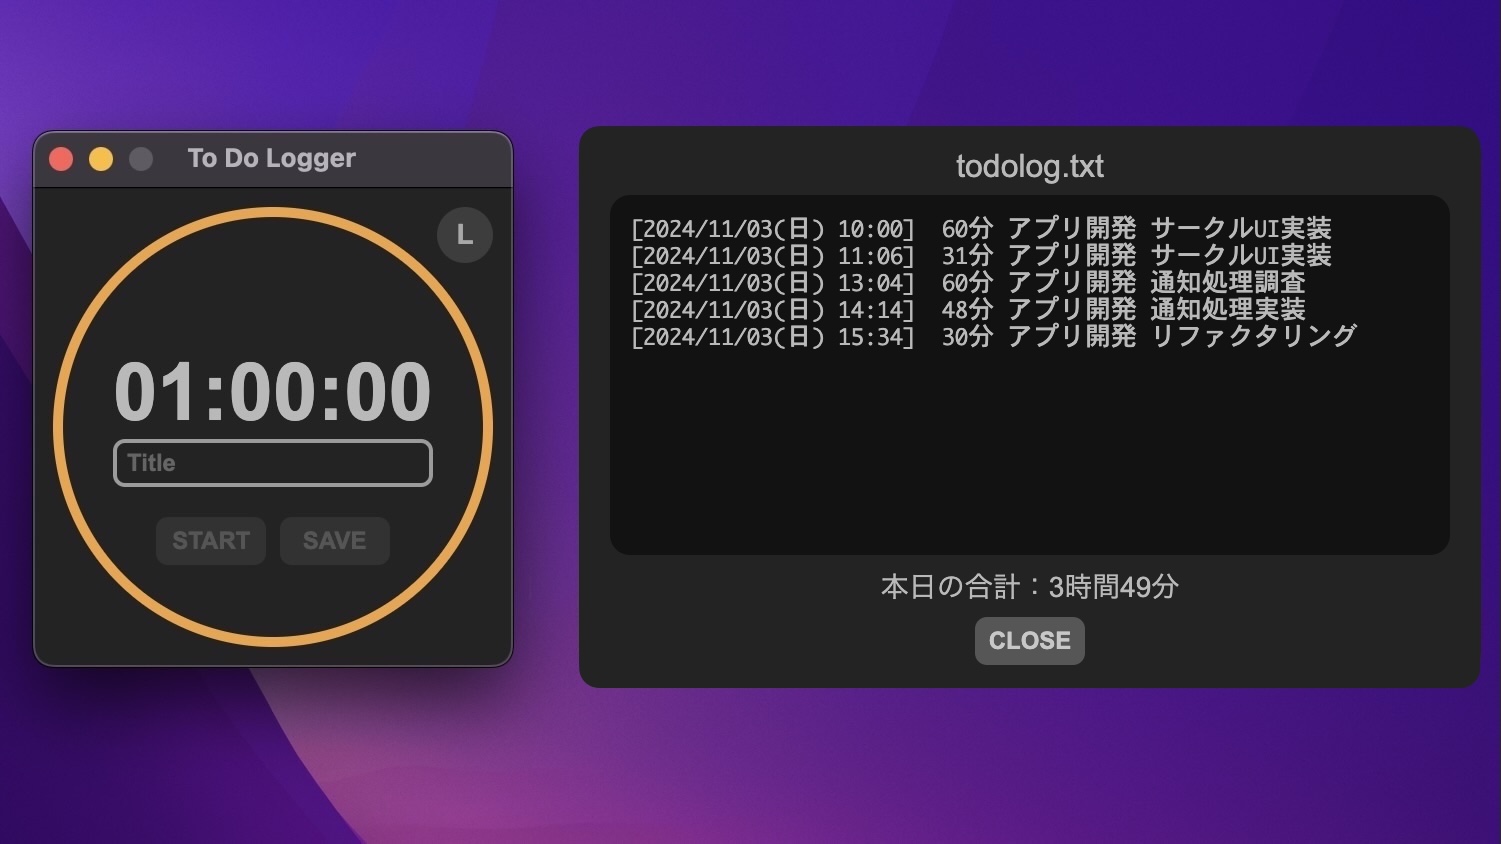 To Do Logger
L
01:00:00
Title
START SAVE
todolog.txt
[2024/11/03(日) 10:00] 60分 アプリ開発 サークルUI実装
[2024/11/03(日) 11:06] 31分 アプリ開発 サークルUI実装
[2024/11/03(日) 13:04] 60分 アプリ開発 通知処理調査
[2024/11/03(日) 14:14] 48分 アプリ開発 通知処理実装
[2024/11/03(日) 15:34] 30分 アプリ開発 リファクタリング
本日の合計：3時間49分
CLOSE